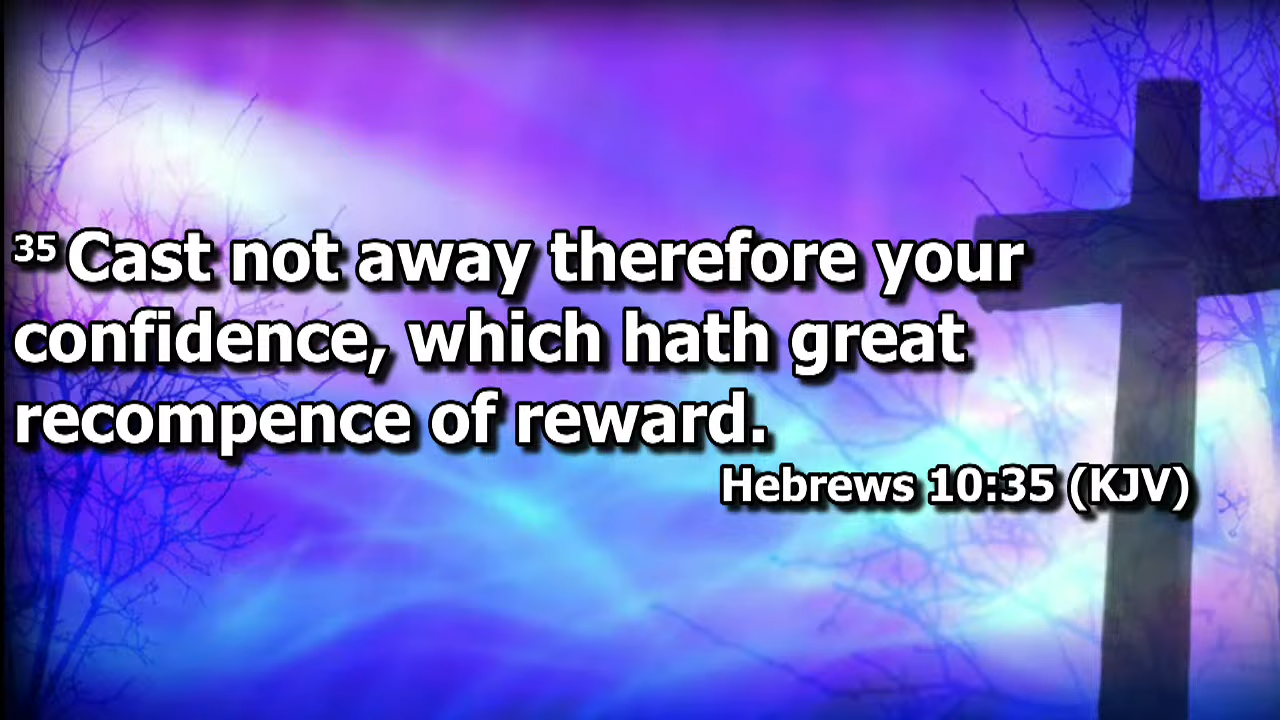 35 Cast not away therefore your
confidence, which hath great
recompence of reward.
Hebrews 10:35 (KJV)